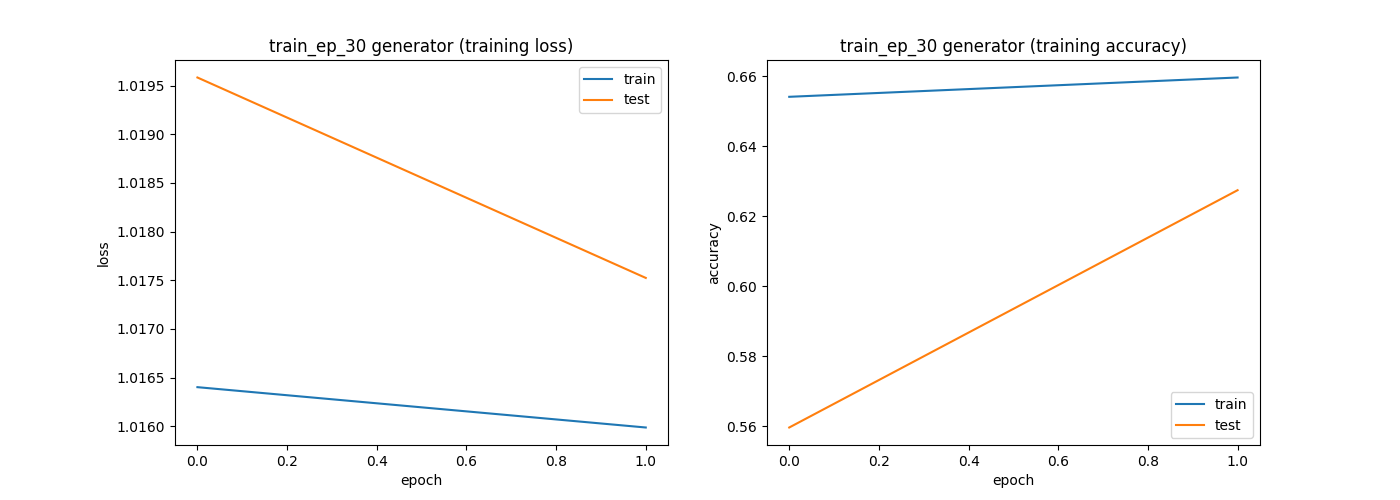 train_ep_30 generator (training loss)
1.0195
1.0190
1.0185
1.0180
1.0175
1.0170
1.0165
1.0160
loss
0.0 0.2 0.4 0.6 0.8 1.0
epoch
train
test
train_ep_30 generator (training accuracy)
0.66
0.64
0.62
0.60
0.58
0.56
accuracy
0.0 0.2 0.4 0.6 0.8 1.0
epoch
train
test